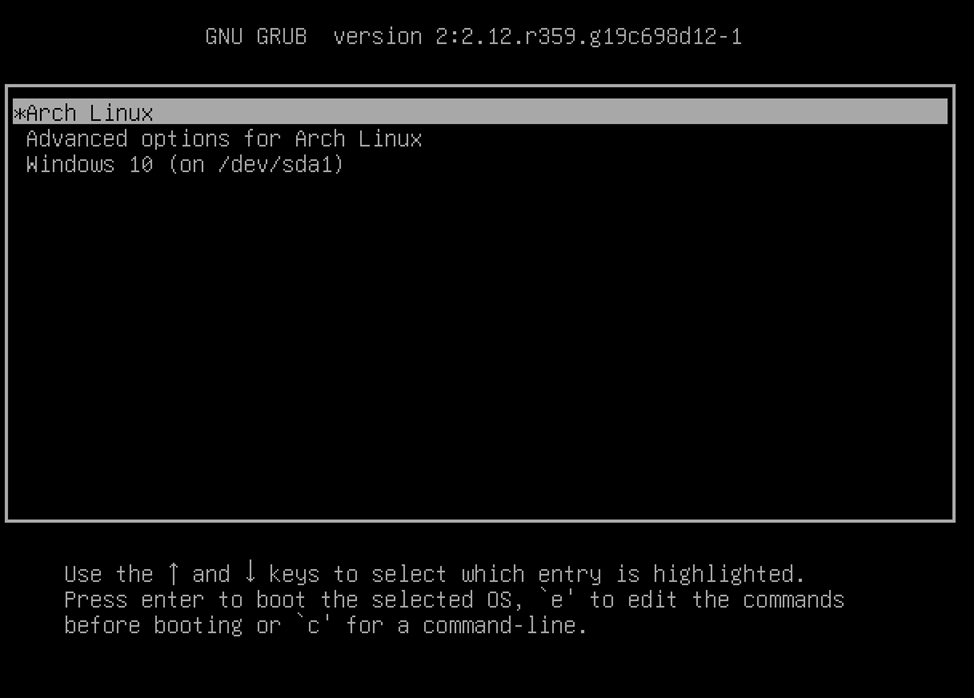 GNU GRUB  version 2:2.12.r359.g19c698d12-1
*Arch Linux
Advanced options for Arch Linux
Windows 10 (on /dev/sda1)
Use the ↑ and ↓ keys to select which entry is highlighted.
Press enter to boot the selected OS, `e' to edit the commands
before booting or `c' for a command-line.